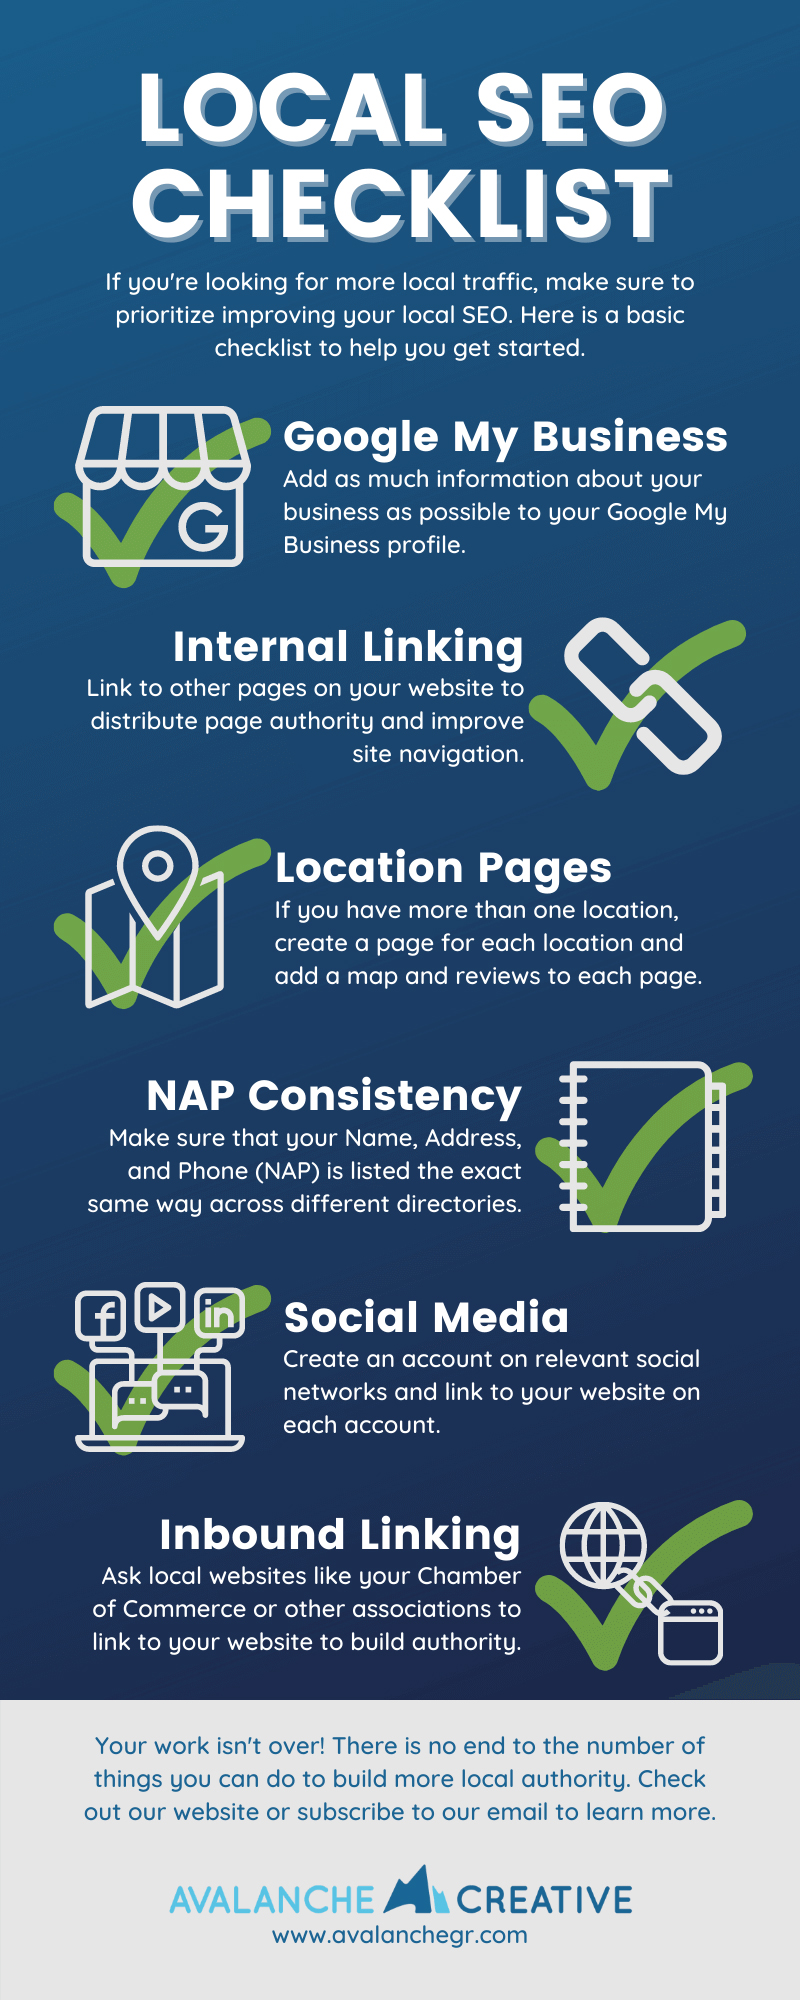 LOCAL SEO
CHECKLIST
If you're looking for more local traffic, make sure to
prioritize improving your local SEO. Here is a basic
checklist to help you get started.
G
Google My Business
Add as much information about your
business as possible to your Google My
Business profile.
Internal Linking
Link to other pages on your website to
distribute page authority and improve
site navigation.
Location Pages
If you have more than one location,
create a page for each location and
add a map and reviews to each page.
NAP Consistency
Make sure that your Name, Address,
and Phone (NAP) is listed the exact
same way across different directories.
f in
Social Media
Create an account on relevant social
networks and link to your website on
each account.
Inbound Linking
Ask local websites like your Chamber
of Commerce or other associations to
link to your website to build authority.
Your work isn't over! There is no end to the number of
things you can do to build more local authority. Check
out our website or subscribe to our email to learn more.
AVALANCHE CREATIVE
www.avalanchegr.com